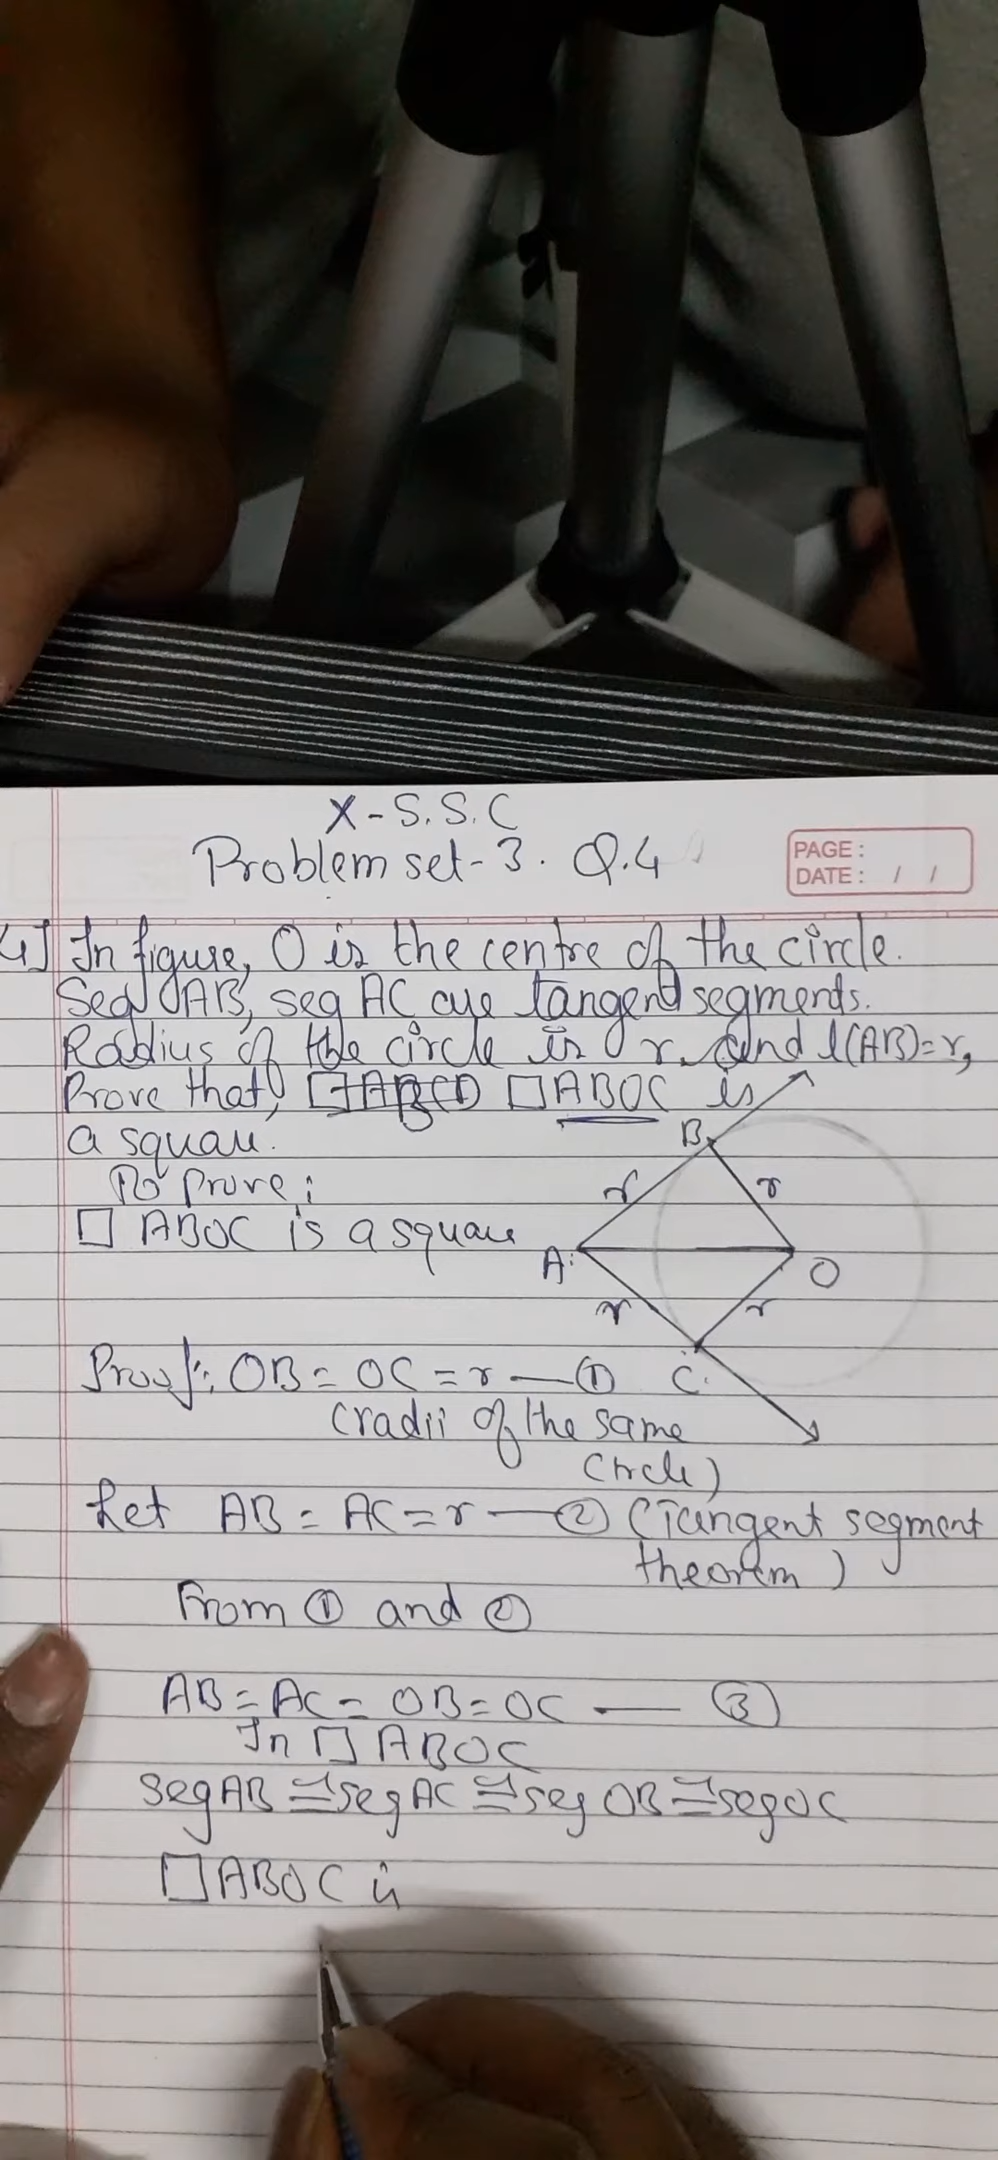 X - S.S.C
Problem set-3. Q.4
PAGE :
DATE : / /
4] In figure, O is the centre of the circle.
Seg AB, seg AC are tangent segments.
Radius of the circle is r and l(AB)=r,
Prove that, □ABOC is
a square.
To prove:
□ ABOC is a square
B
r
r
A
O
r
r
C
Proof: OB = OC = r — ①
(radii of the same
circle)
Let AB = AC = r — ② (Tangent segment
theorem)
From ① and ②
AB = AC = OB = OC — ③
In □ ABOC
seg AB ≅ seg AC ≅ seg OB ≅ seg OC
□ABOC is